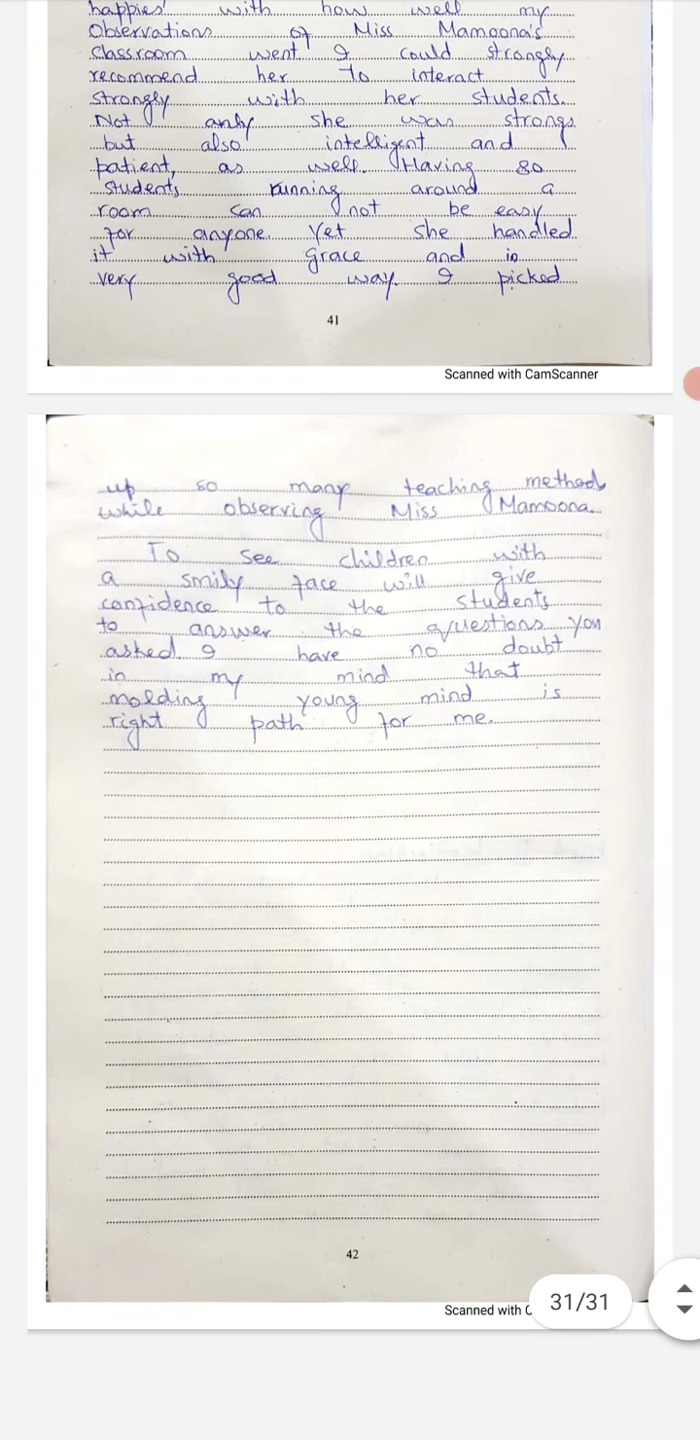 happies' with how well my
Observations of Miss Mamoona's
classroom went I could strongly
recommend her to interact
strongly with her students.
Not only she was strongs
but also intelligent and
patient, as well. Having 80
students running around a
room can not be easy
for anyone. Yet she handled
it with grace and in
very good way. I picked
41
Scanned with CamScanner
up so many teaching methods
while observing Miss Mamoona.
To see children with
a smily face will give
confidence to the students
to answer the questions you
asked. I have no doubt
in my mind that
molding young mind is
right path for me.
42
Scanned with C
31/31